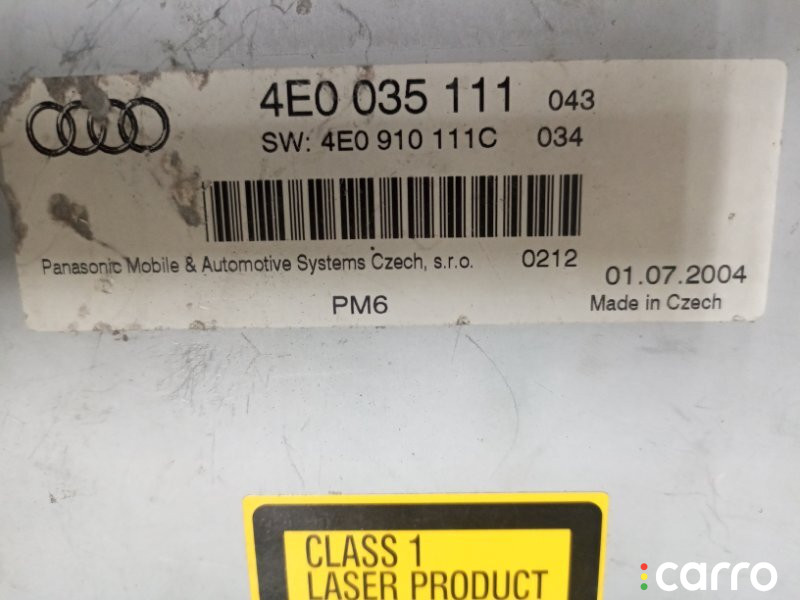 4E0 035 111 043
SW: 4E0 910 111C 034
Panasonic Mobile & Automotive Systems Czech, s.r.o. 0212
01.07.2004
PM6
Made in Czech
CLASS 1
LASER PRODUCT
carro